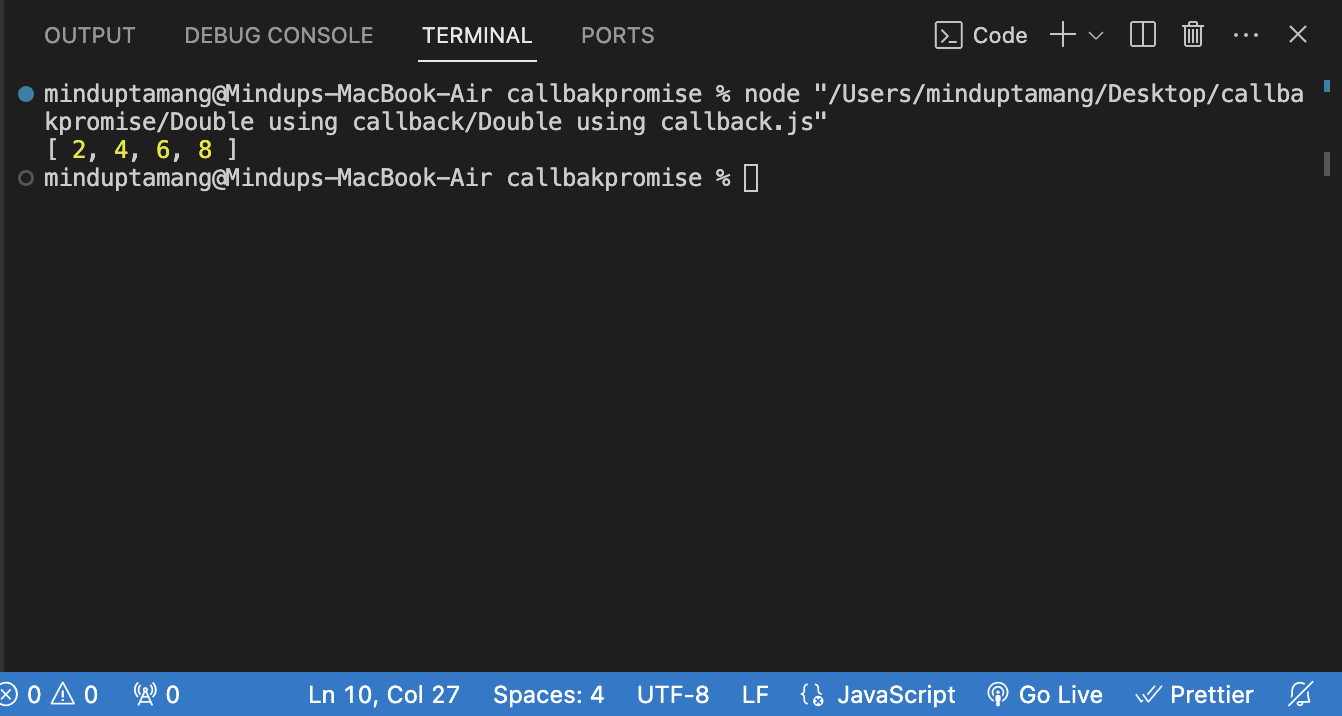 OUTPUT DEBUG CONSOLE TERMINAL PORTS Code
minduptamang@Mindups-MacBook-Air callbakpromise % node "/Users/minduptamang/Desktop/callba
kpromise/Double using callback/Double using callback.js"
[ 2, 4, 6, 8 ]
minduptamang@Mindups-MacBook-Air callbakpromise %
0 0 0 Ln 10, Col 27 Spaces: 4 UTF-8 LF JavaScript Go Live Prettier